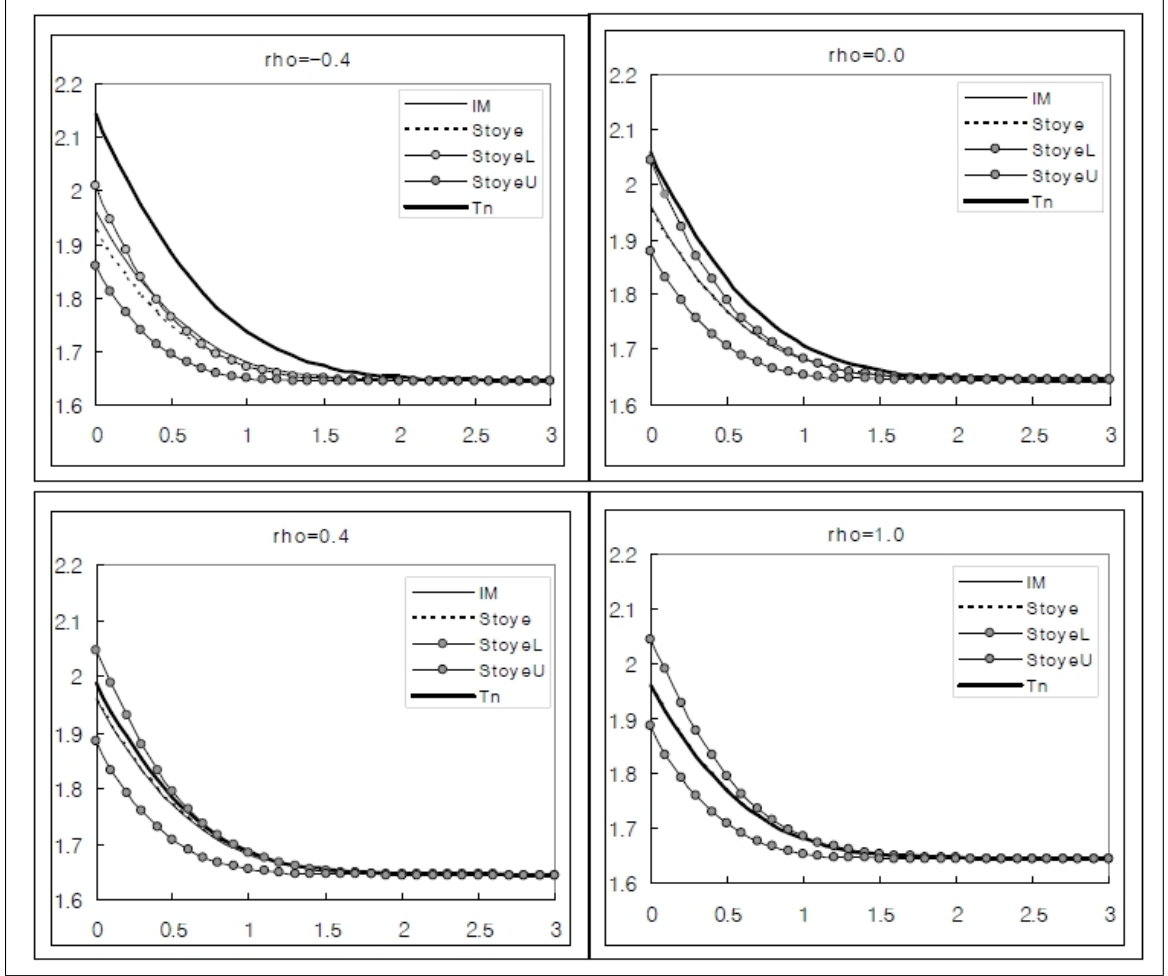 rho=−0.4
2.2
2.1
2
1.9
1.8
1.7
1.6
0 0.5 1 1.5 2 2.5 3
IM
Stoye
StoyeL
StoyeU
Tn
rho=0.0
2.2
2.1
2
1.9
1.8
1.7
1.6
0 0.5 1 1.5 2 2.5 3
IM
Stoye
StoyeL
StoyeU
Tn
rho=0.4
2.2
2.1
2
1.9
1.8
1.7
1.6
0 0.5 1 1.5 2 2.5 3
IM
Stoye
StoyeL
StoyeU
Tn
rho=1.0
2.2
2.1
2
1.9
1.8
1.7
1.6
0 0.5 1 1.5 2 2.5 3
IM
Stoye
StoyeL
StoyeU
Tn